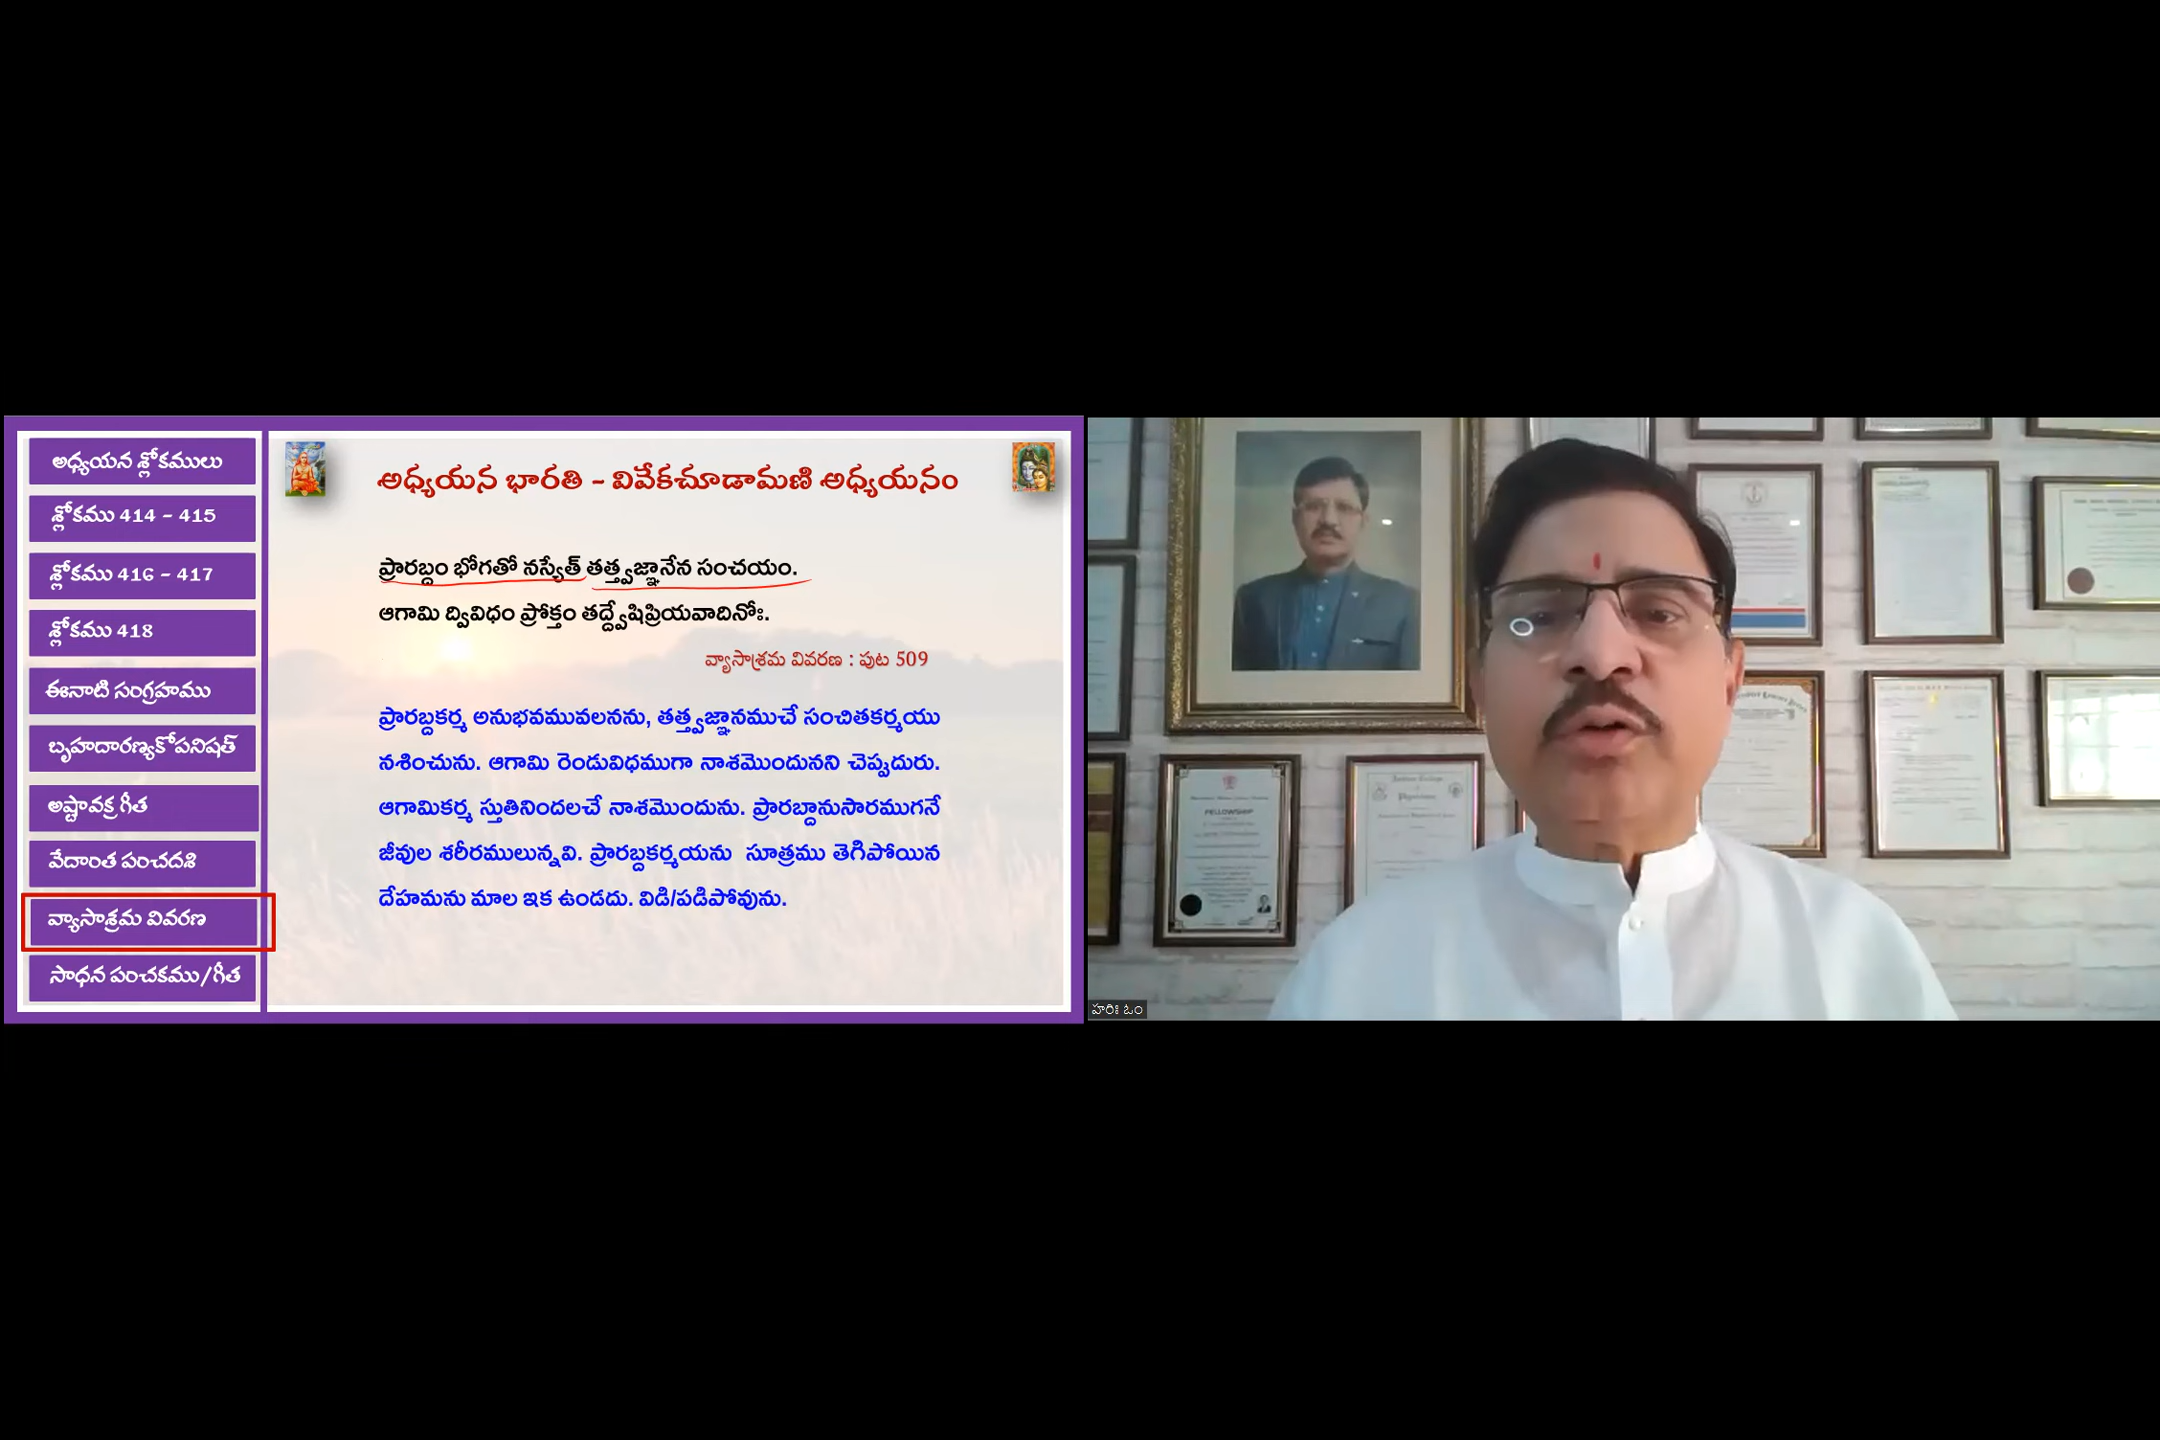 అధ్యయన శ్లోకములు
శ్లోకము 414 - 415
శ్లోకము 416 - 417
శ్లోకము 418
ఈనాటి సంగ్రహము
బృహదారణ్యకోపనిషత్
అష్టావక్ర గీత
వేదాంత పంచదశి
వ్యాసాశ్రమ వివరణ
సాధన పంచకము/గీత
అధ్యయన భారతి - వివేకచూడామణి అధ్యయనం
ప్రారబ్దం భోగతో నస్యేత్ తత్త్వజ్ఞానేన సంచయం.
ఆగామి ద్వివిధం ప్రోక్తం తద్ద్వేషిప్రియవాదినోః.
వ్యాసాశ్రమ వివరణ : పుట 509
ప్రారబ్దకర్మ అనుభవమువలనను, తత్త్వజ్ఞానముచే సంచితకర్మయు
నశించును. ఆగామి రెండువిధముగా నాశమొందునని చెప్పదురు.
ఆగామికర్మ స్తుతినిందలచే నాశమొందును. ప్రారబ్దానుసారముగనే
జీవుల శరీరములున్నవి. ప్రారబ్దకర్మయను సూత్రము తెగిపోయిన
దేహమను మాల ఇక ఉండదు. విడి/పడిపోవును.
FELLOWSHIP
హరిః ఓం